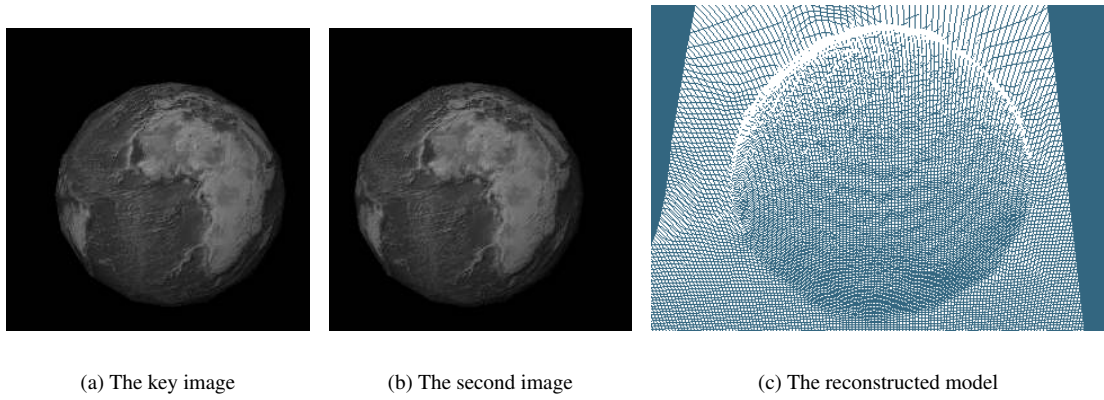 (a) The key image
(b) The second image
(c) The reconstructed model